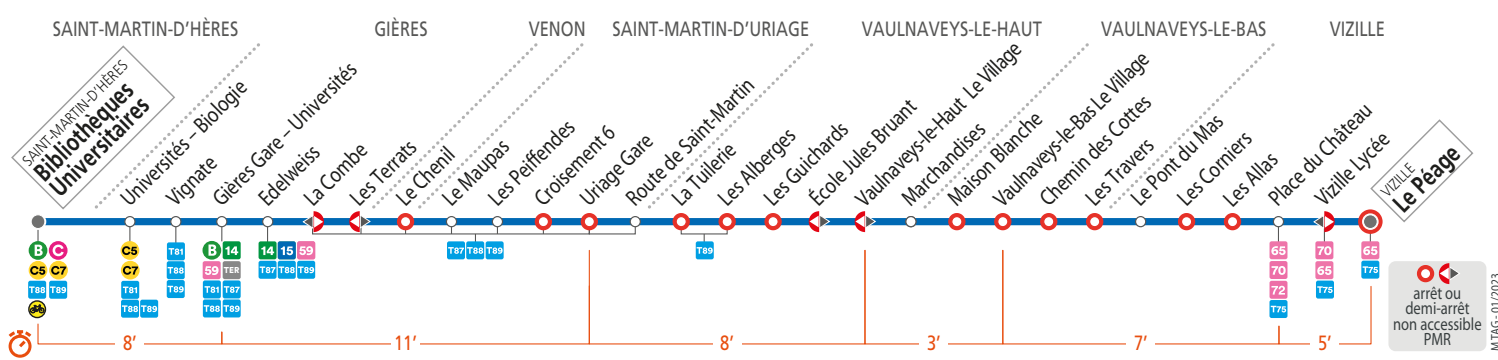 SAINT-MARTIN-D'HÈRES
GIÈRES
VENON
SAINT-MARTIN-D'URIAGE
VAULNAVEYS-LE-HAUT
VAULNAVEYS-LE-BAS
VIZILLE
SAINT-MARTIN-D'HÈRES
Bibliothèques
Universitaires
Universités – Biologie
Vignate
Gières Gare – Universités
Edelweiss
La Combe
Les Terrats
Le Chenil
Le Maupas
Les Peiffendes
Croisement 6
Uriage Gare
Route de Saint-Martin
La Tuilerie
Les Alberges
Les Guichards
École Jules Bruant
Vaulnaveys-le-Haut Le Village
Marchandises
Maison Blanche
Vaulnaveys-le-Bas Le Village
Chemin des Cottes
Les Travers
Le Pont du Mas
Les Corniers
Les Allas
Place du Château
Vizille Lycée
VIZILLE
Le Péage
B C
C5 C7
T88 T89
C5
C7
T81
T88 T89
T81
T88
T89
B 14
59 TER
T81 T87
T88 T89
14 15 59
T87 T88 T89
T87 T88 T89
T89
65
70
72
T75
70
65
T75
65
T75
8'
11'
8'
3'
7'
5'
arrêt ou
demi-arrêt
non accessible
PMR
M TAG - 01/2023